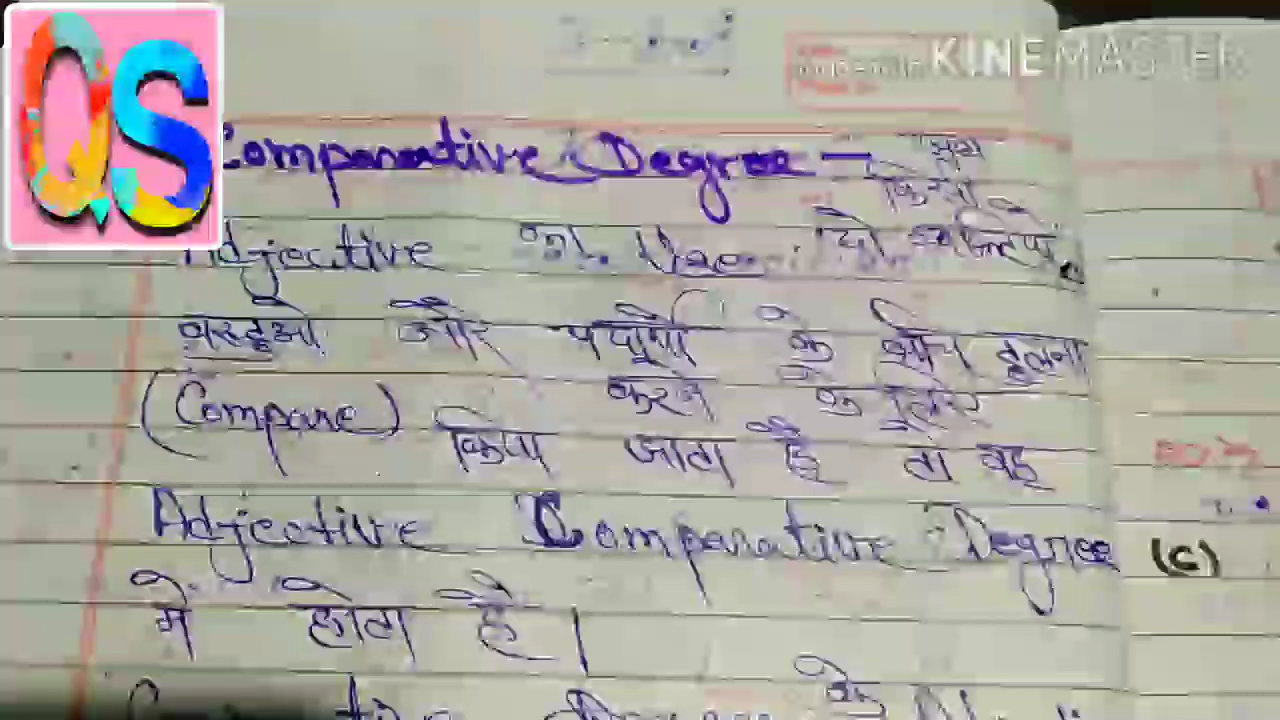 QS
KINEMASTER
Comparative Degree -
किसी
Adjective का Use दो व्यक्तियों,
वस्तुओं और पदार्थों के बीच तुलना
(Compare) करने के लिए
किया जाता है तो वह
Adjective Comparative Degree
(C)
में होता है।
के